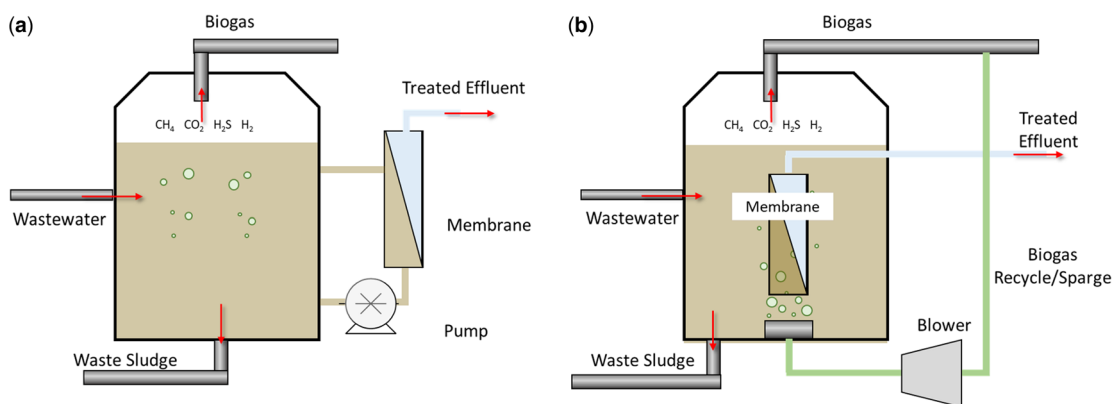 (a)
Biogas
Treated Effluent
CH4 CO2 H2S H2
Wastewater
Membrane
Pump
Waste Sludge
(b)
Biogas
Treated
Effluent
CH4 CO2 H2S H2
Membrane
Wastewater
Biogas
Recycle/Sparge
Blower
Waste Sludge